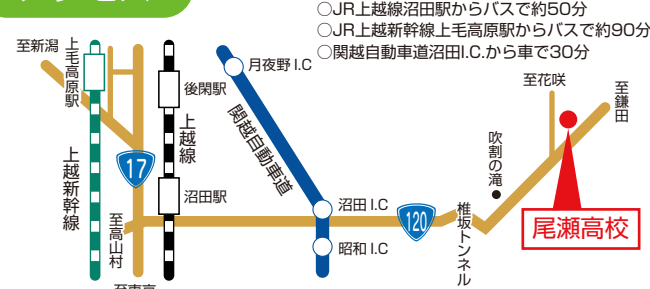 ○JR上越線沼田駅からバスで約50分
○JR上越新幹線上毛高原駅からバスで約90分
○関越自動車道沼田I.C.から車で30分
至新潟
上毛高原駅
月夜野 I.C
後閑駅
上越線
関越自動車道
上越新幹線
17
沼田駅
至高山村
沼田 I.C
昭和 I.C
120
椎坂トンネル
吹割の滝
至花咲
至鎌田
尾瀬高校